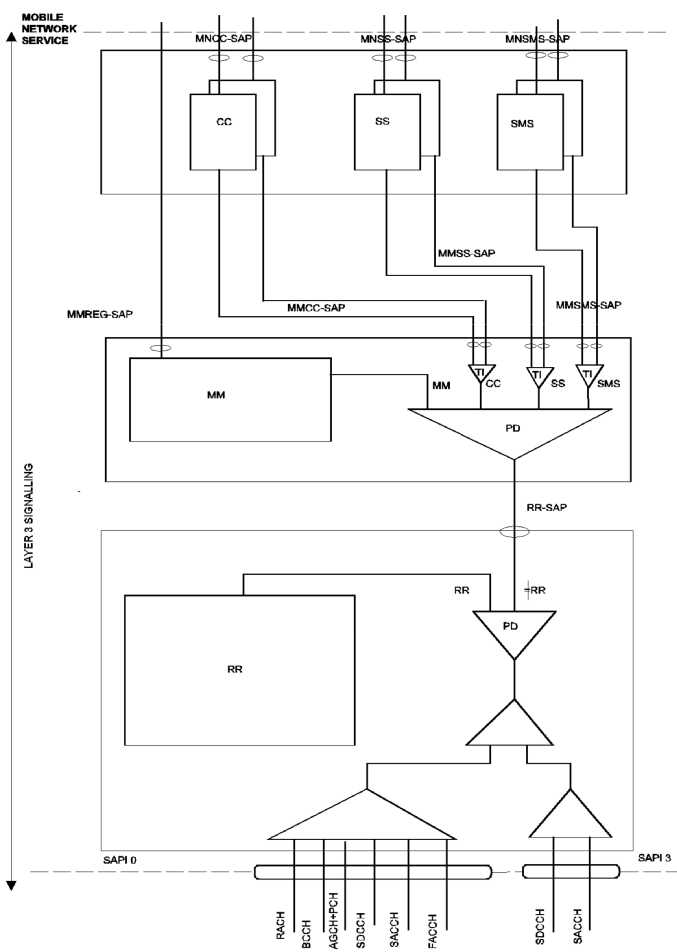 MOBILE
NETWORK
SERVICE
MNCC-SAP
MNSS-SAP
MNSMS-SAP
CC
SS
SMS
MMSS-SAP
MMCC-SAP
MMSMS-SAP
MMREG-SAP
TI
TI
TI
MM
MM
CC
SS
SMS
PD
LAYER 3 SIGNALLING
RR-SAP
RR
≠RR
PD
RR
SAPI 0
SAPI 3
RACH
BCCH
AGCH+PCH
SDCCH
SACCH
FACCH
SDCCH
SACCH